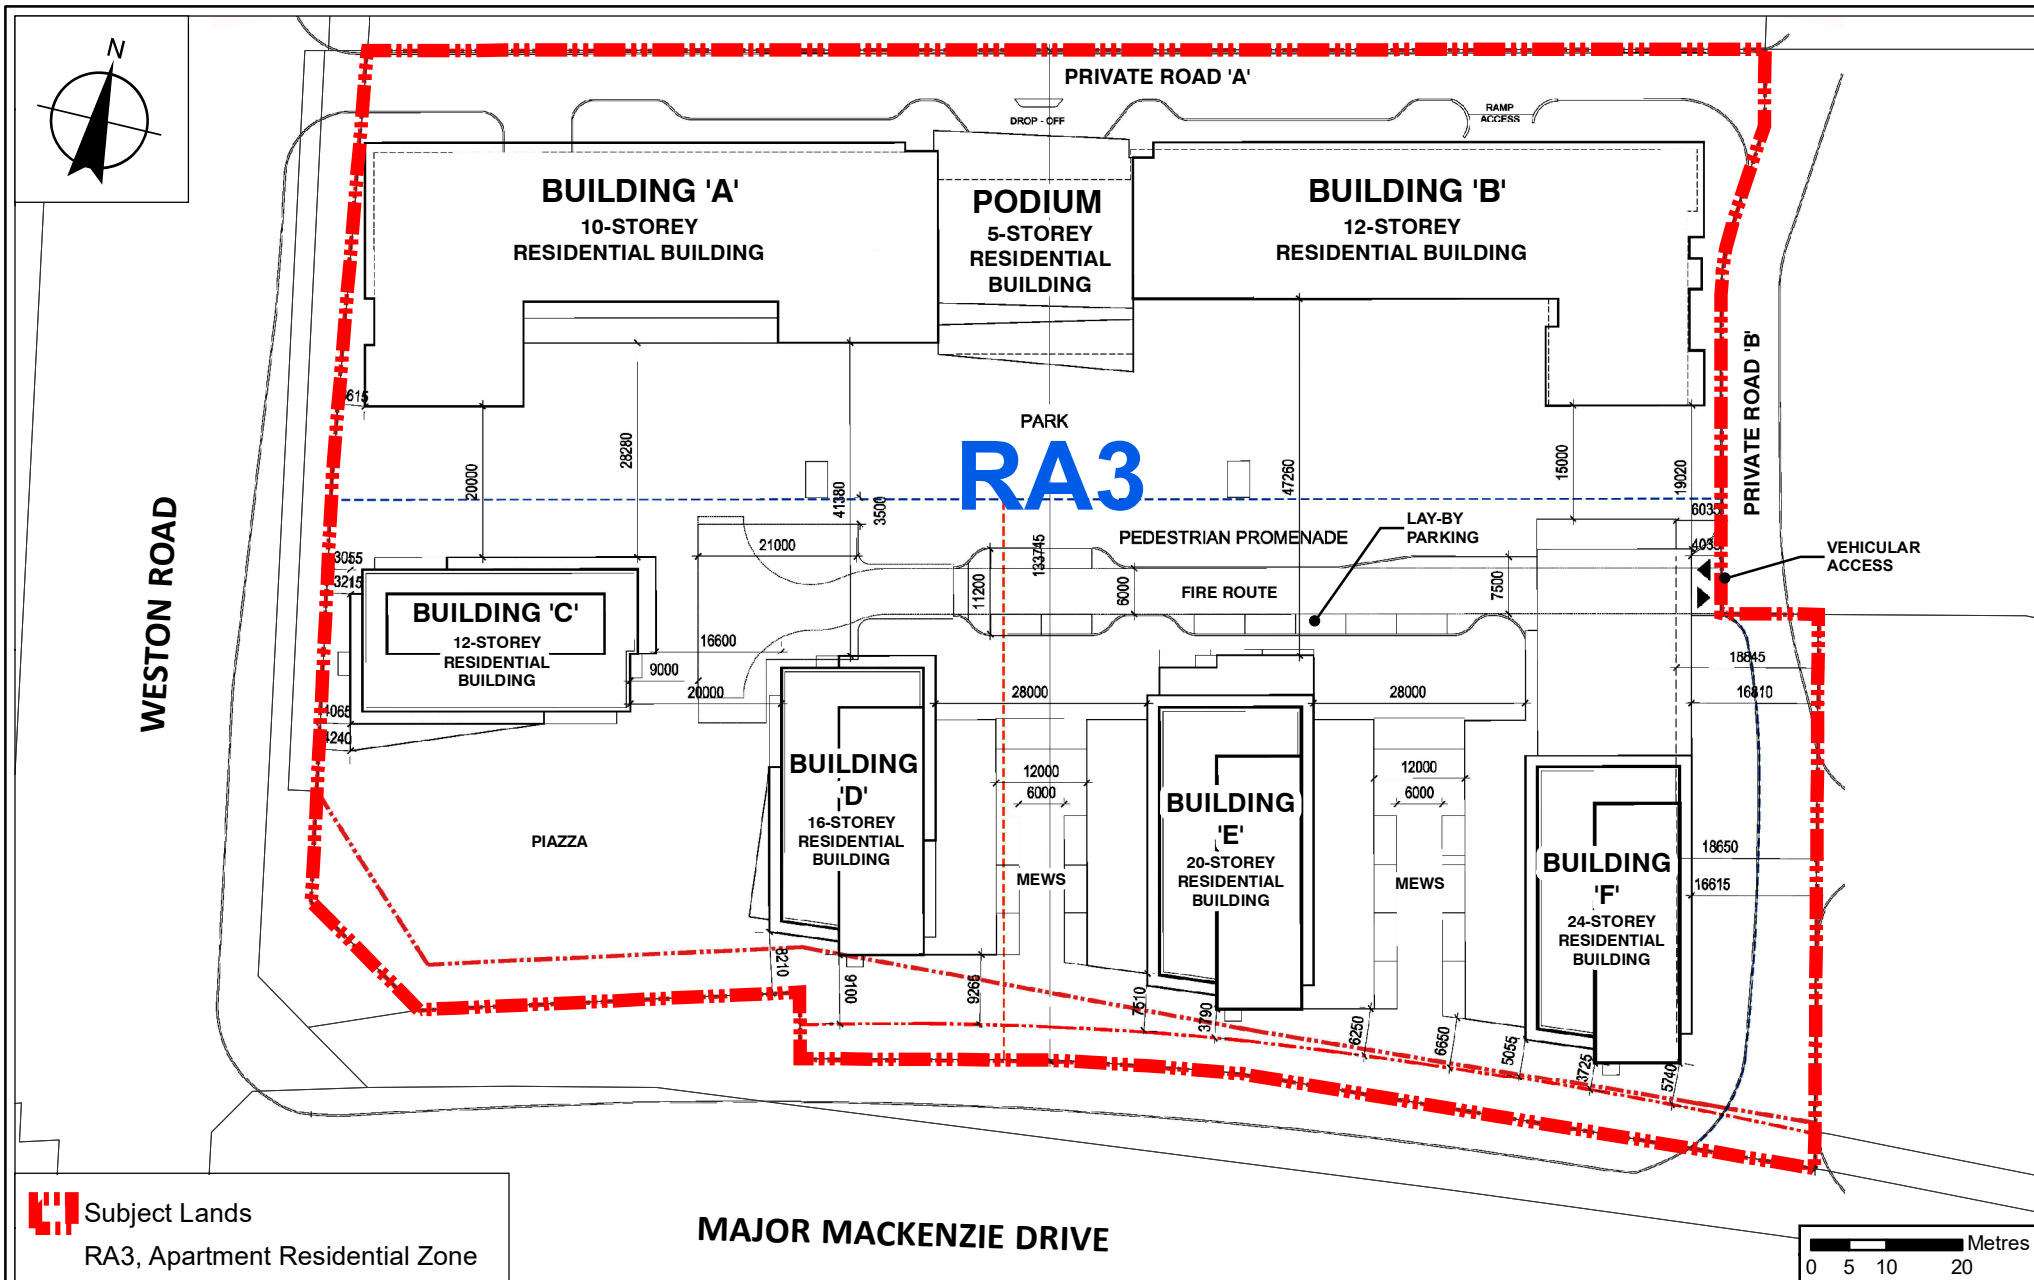 N
PRIVATE ROAD 'A'
DROP - OFF
RAMP
ACCESS
BUILDING 'A'
10-STOREY
RESIDENTIAL BUILDING
PODIUM
5-STOREY
RESIDENTIAL
BUILDING
BUILDING 'B'
12-STOREY
RESIDENTIAL BUILDING
PRIVATE ROAD 'B'
615
20000
28280
41380
3500
PARK
RA3
47260
15000
19020
6035
4035
WESTON ROAD
3055
3215
21000
133745
11200
6000
7500
PEDESTRIAN PROMENADE
LAY-BY
PARKING
FIRE ROUTE
VEHICULAR
ACCESS
BUILDING 'C'
12-STOREY
RESIDENTIAL
BUILDING
16600
9000
20000
28000
28000
18845
16810
4065
4240
BUILDING
'D'
16-STOREY
RESIDENTIAL
BUILDING
12000
6000
12000
6000
BUILDING
'E'
20-STOREY
RESIDENTIAL
BUILDING
BUILDING
'F'
24-STOREY
RESIDENTIAL
BUILDING
18650
16615
PIAZZA
MEWS
MEWS
8210
9100
9265
7510
3790
6250
6650
5055
3725
5740
MAJOR MACKENZIE DRIVE
Subject Lands
RA3, Apartment Residential Zone
Metres
0 5 10 20